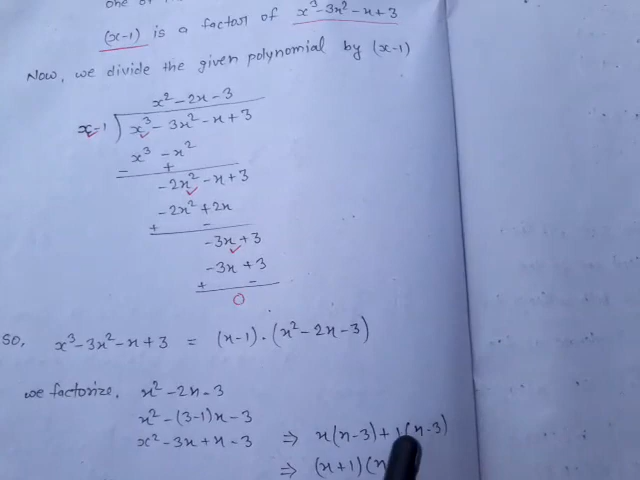 one of
(x-1) is a factor of x³-3x²-x+3
Now, we divide the given polynomial by (x-1)
x²-2x-3
x-1 ) x³-3x²-x+3
x³-x²
- +
-2x²-x+3
-2x²+2x
+ -
-3x+3
-3x+3
+ -
0
So, x³-3x²-x+3 = (x-1).(x²-2x-3)
we factorize, x²-2x-3
x²-(3-1)x-3
x²-3x+x-3 ⇒ x(x-3)+1(x-3)
⇒ (x+1)(x